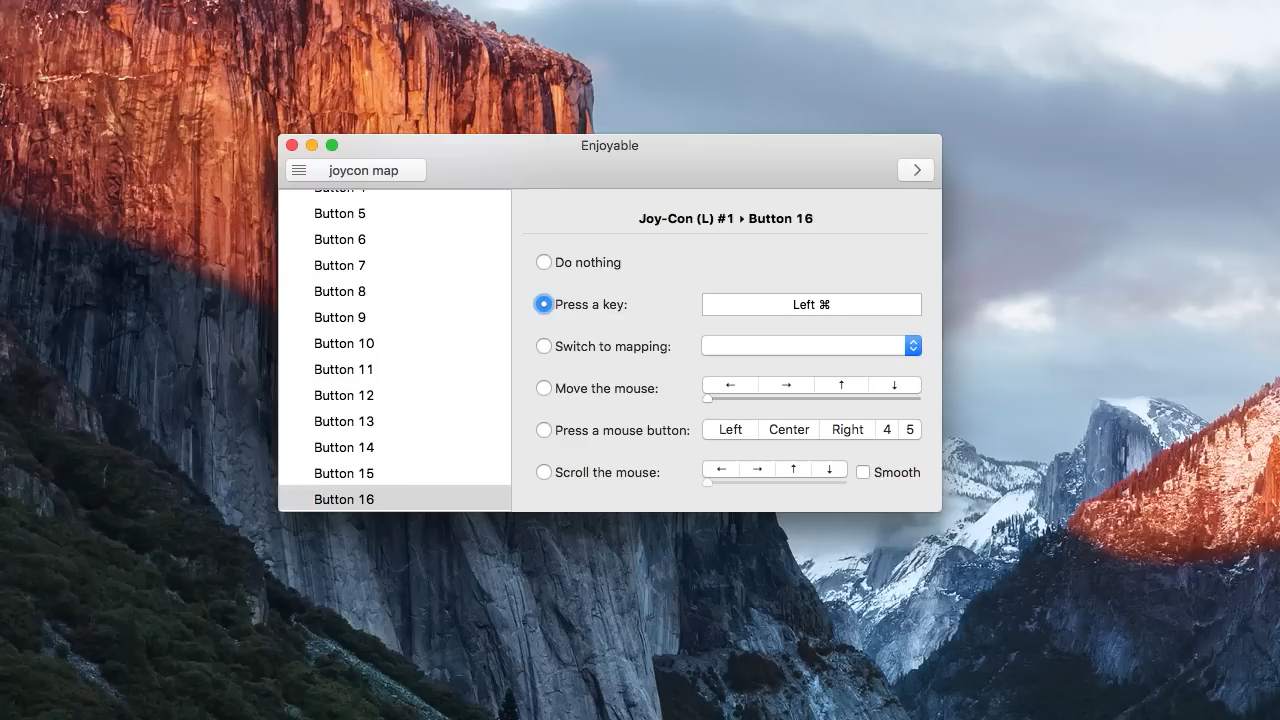 Enjoyable
joycon map
Button 5
Button 6
Button 7
Button 8
Button 9
Button 10
Button 11
Button 12
Button 13
Button 14
Button 15
Button 16
Joy-Con (L) #1 ‣ Button 16
Do nothing
Press a key: Left ⌘
Switch to mapping:
Move the mouse: ← → ↑ ↓
Press a mouse button: Left Center Right 4 5
Scroll the mouse: ← → ↑ ↓ Smooth